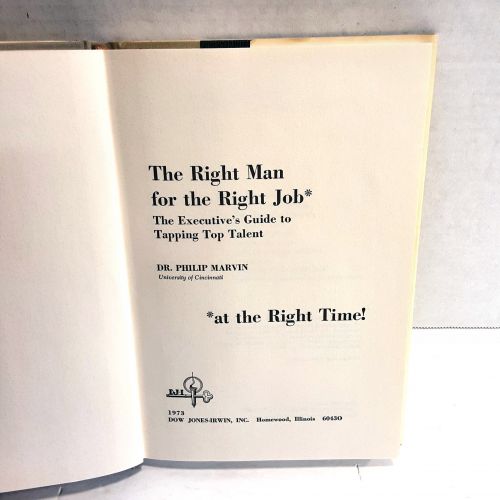 The Right Man
for the Right Job*
The Executive's Guide to
Tapping Top Talent
DR. PHILIP MARVIN
University of Cincinnati
*at the Right Time!
1973
DOW JONES-IRWIN, INC. Homewood, Illinois 60430